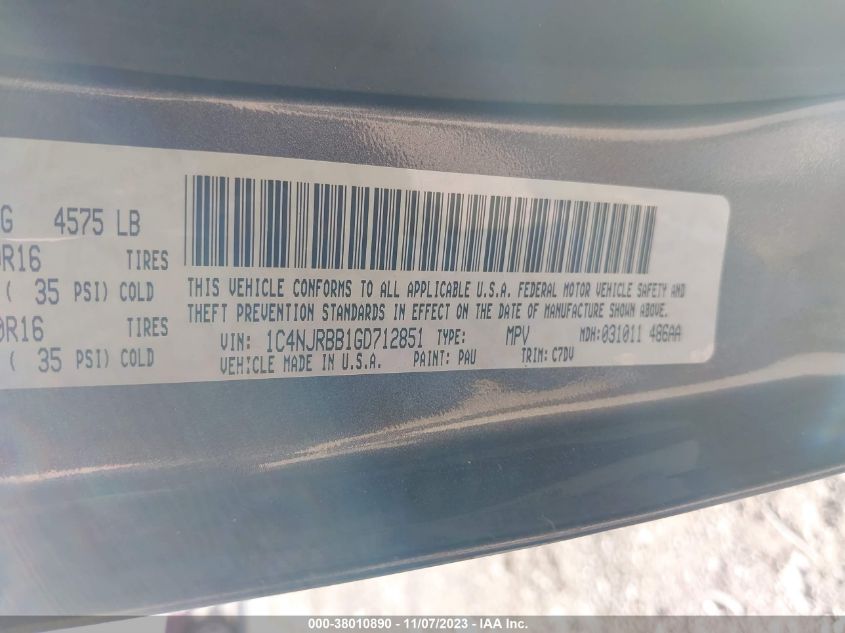 G 4575 LB
R16 TIRES
( 35 PSI) COLD
0R16 TIRES
( 35 PSI) COLD
THIS VEHICLE CONFORMS TO ALL APPLICABLE U.S.A. FEDERAL MOTOR VEHICLE SAFETY AND
THEFT PREVENTION STANDARDS IN EFFECT ON THE DATE OF MANUFACTURE SHOWN ABOVE.
VIN: 1C4NJRBB1GD712851 TYPE: MPV MDH:031011 486AA
VEHICLE MADE IN U.S.A. PAINT: PAU TRIM: C7DV
000-38010890 - 11/07/2023 - IAA Inc.